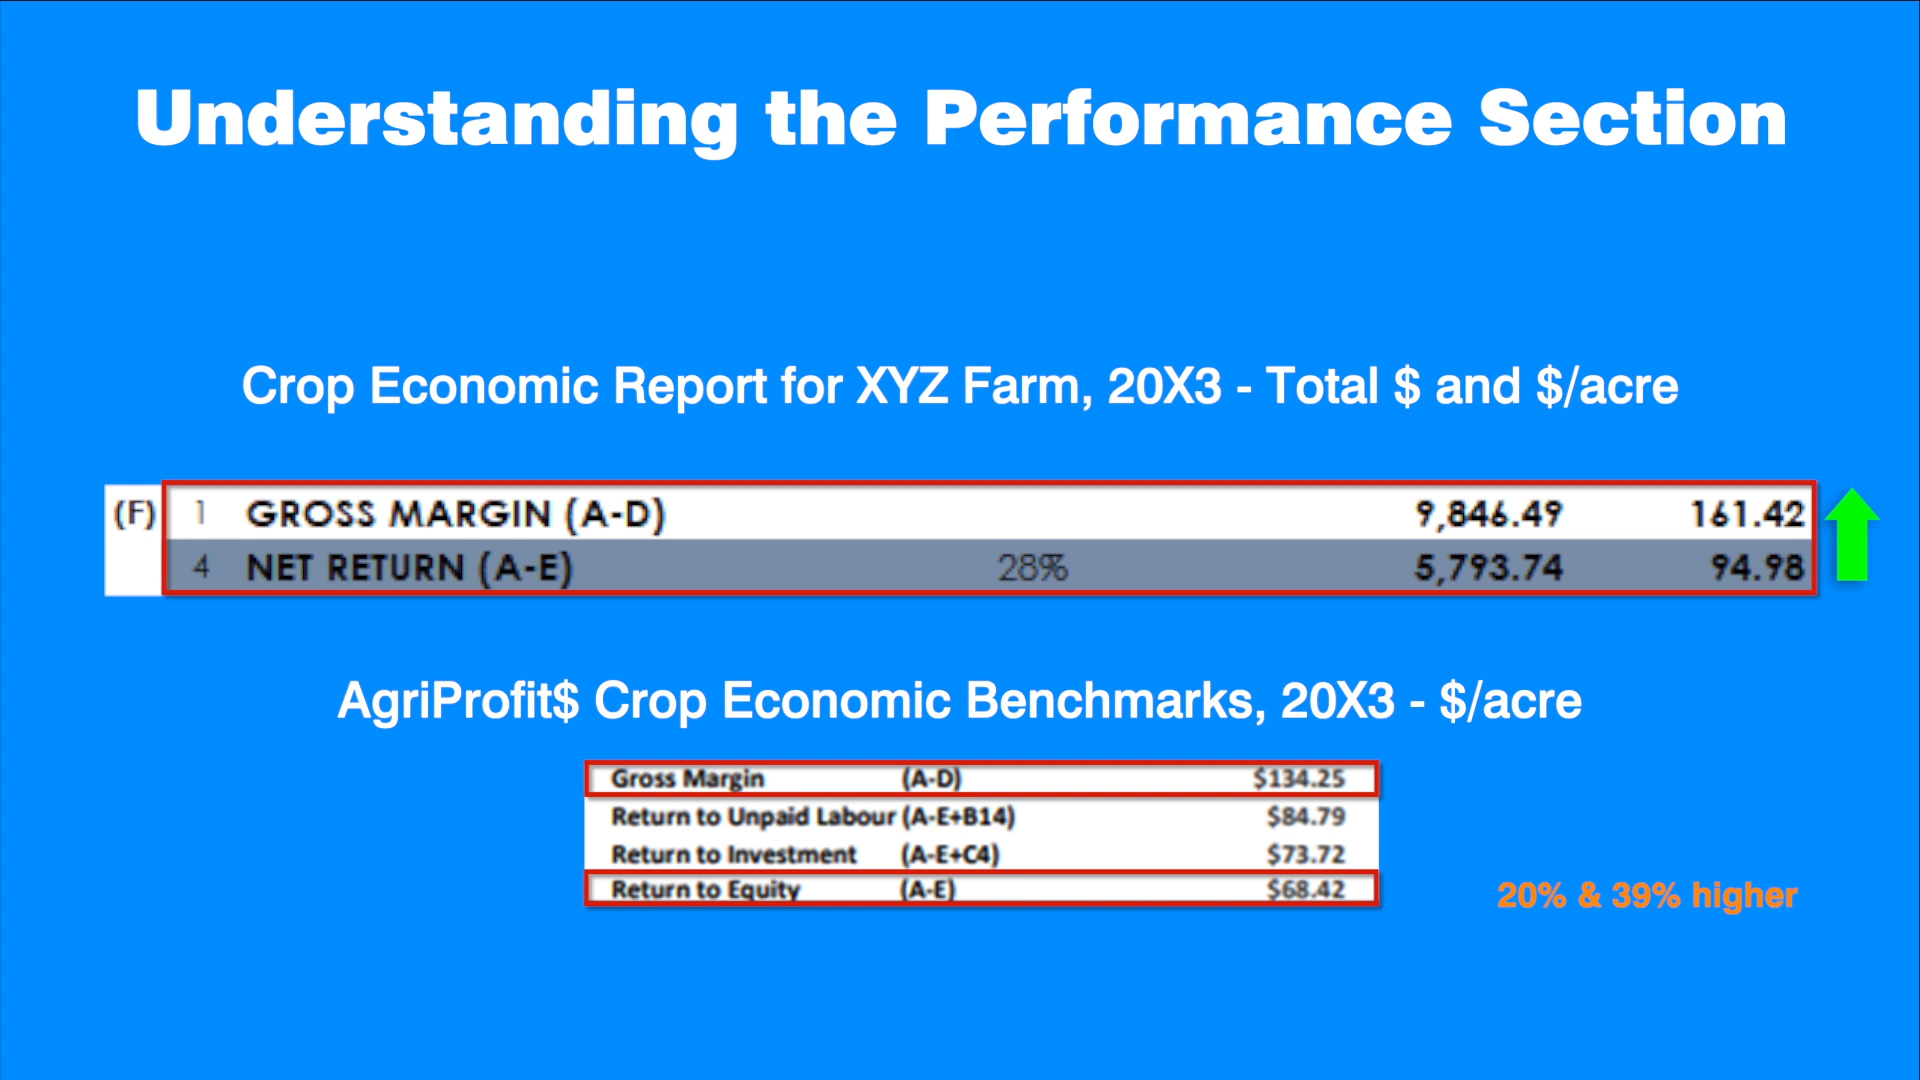 Understanding the Performance Section
Crop Economic Report for XYZ Farm, 20X3 - Total $ and $/acre
(F) 1 GROSS MARGIN (A-D) 9,846.49 161.42
4 NET RETURN (A-E) 28% 5,793.74 94.98
AgriProfit$ Crop Economic Benchmarks, 20X3 - $/acre
Gross Margin (A-D) $134.25
Return to Unpaid Labour (A-E+B14) $84.79
Return to Investment (A-E+C4) $73.72
Return to Equity (A-E) $68.42
20% & 39% higher